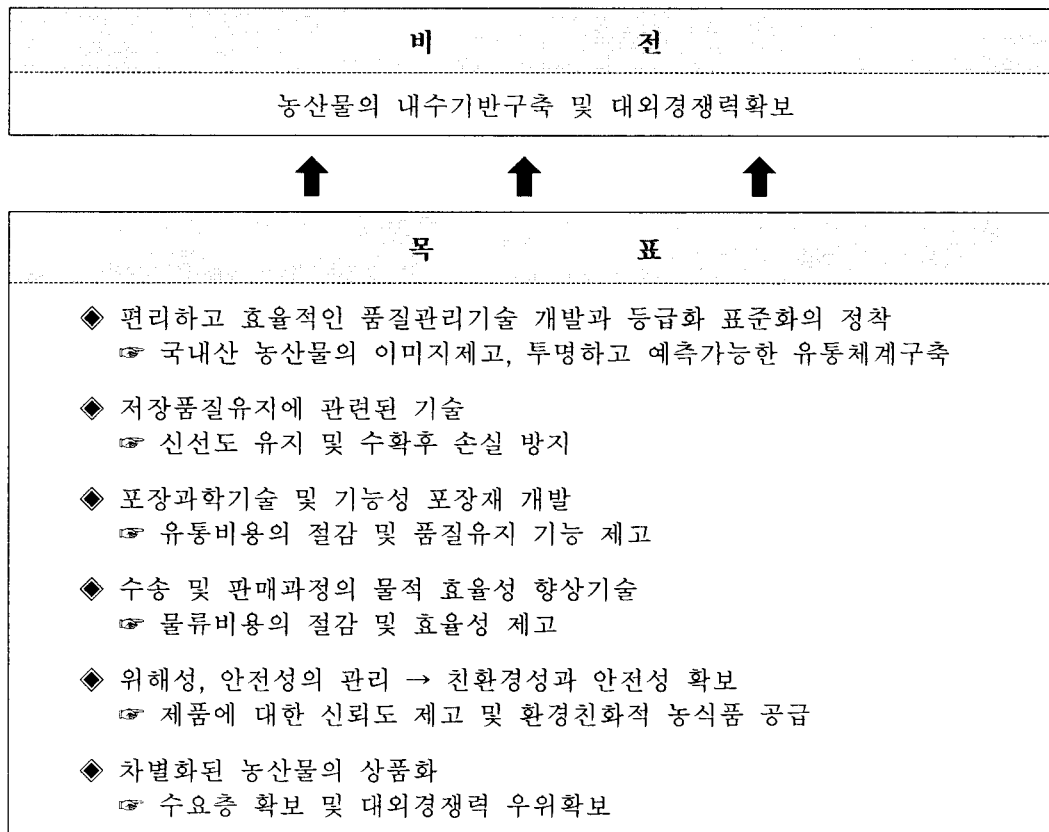 비 전
농산물의 내수기반구축 및 대외경쟁력확보
목 표
◈ 편리하고 효율적인 품질관리기술 개발과 등급화 표준화의 정착
☞ 국내산 농산물의 이미지제고, 투명하고 예측가능한 유통체계구축
◈ 저장품질유지에 관련된 기술
☞ 신선도 유지 및 수확후 손실 방지
◈ 포장과학기술 및 기능성 포장재 개발
☞ 유통비용의 절감 및 품질유지 기능 제고
◈ 수송 및 판매과정의 물적 효율성 향상기술
☞ 물류비용의 절감 및 효율성 제고
◈ 위해성, 안전성의 관리 → 친환경성과 안전성 확보
☞ 제품에 대한 신뢰도 제고 및 환경친화적 농식품 공급
◈ 차별화된 농산물의 상품화
☞ 수요층 확보 및 대외경쟁력 우위확보